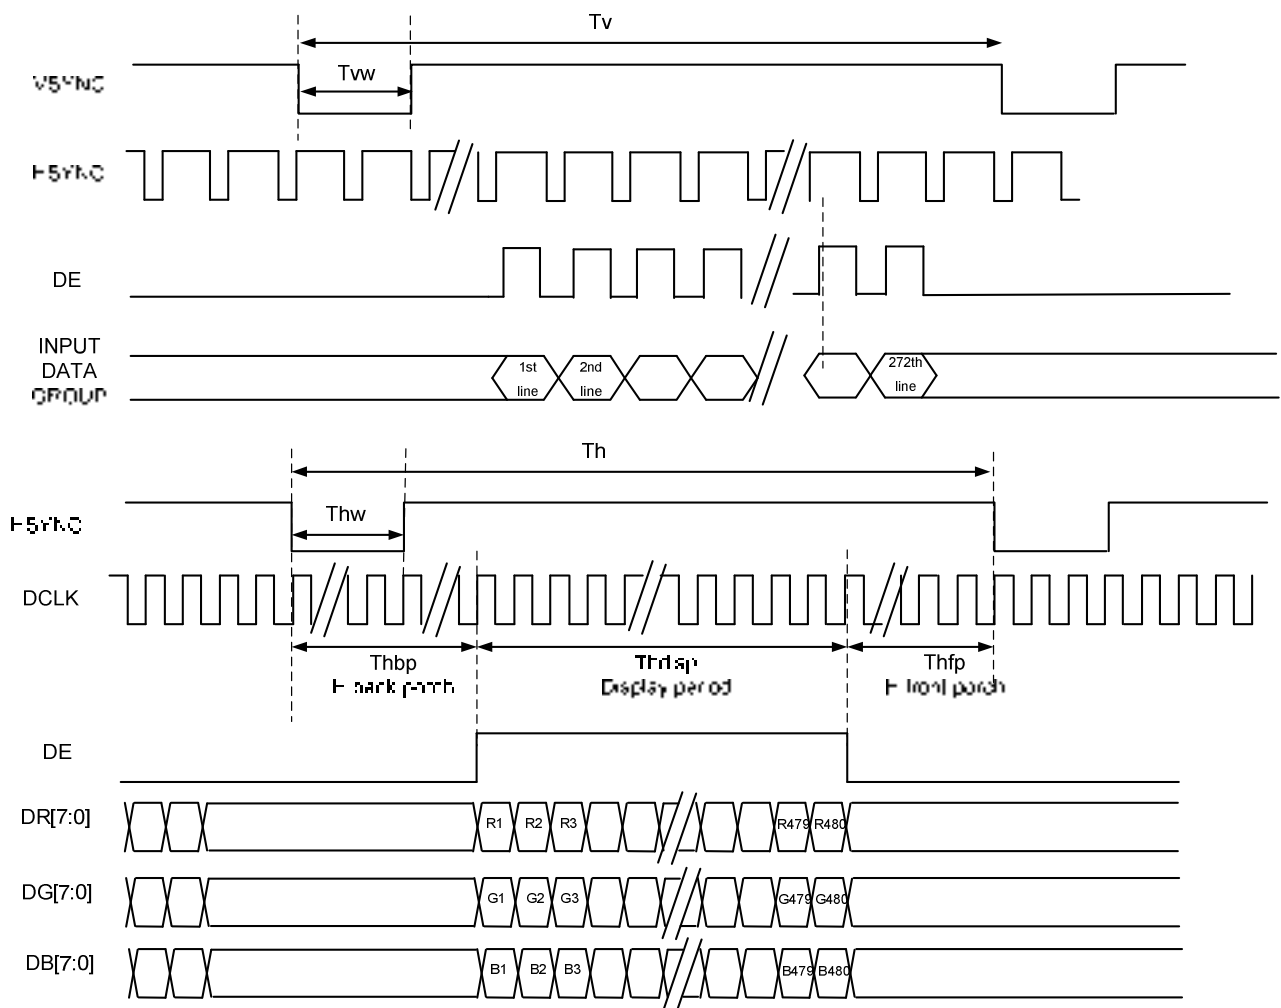 Tv
Tvw
VSYNC
HSYNC
DE
INPUT
DATA
GROUP
1st
line
2nd
line
272th
line
Th
Thw
HSYNC
DCLK
Thbp
H back porch
Thdisp
Display period
Thfp
H front porch
DE
DR[7:0]
R1 R2 R3 R479 R480
DG[7:0]
G1 G2 G3 G479 G480
DB[7:0]
B1 B2 B3 B479 B480